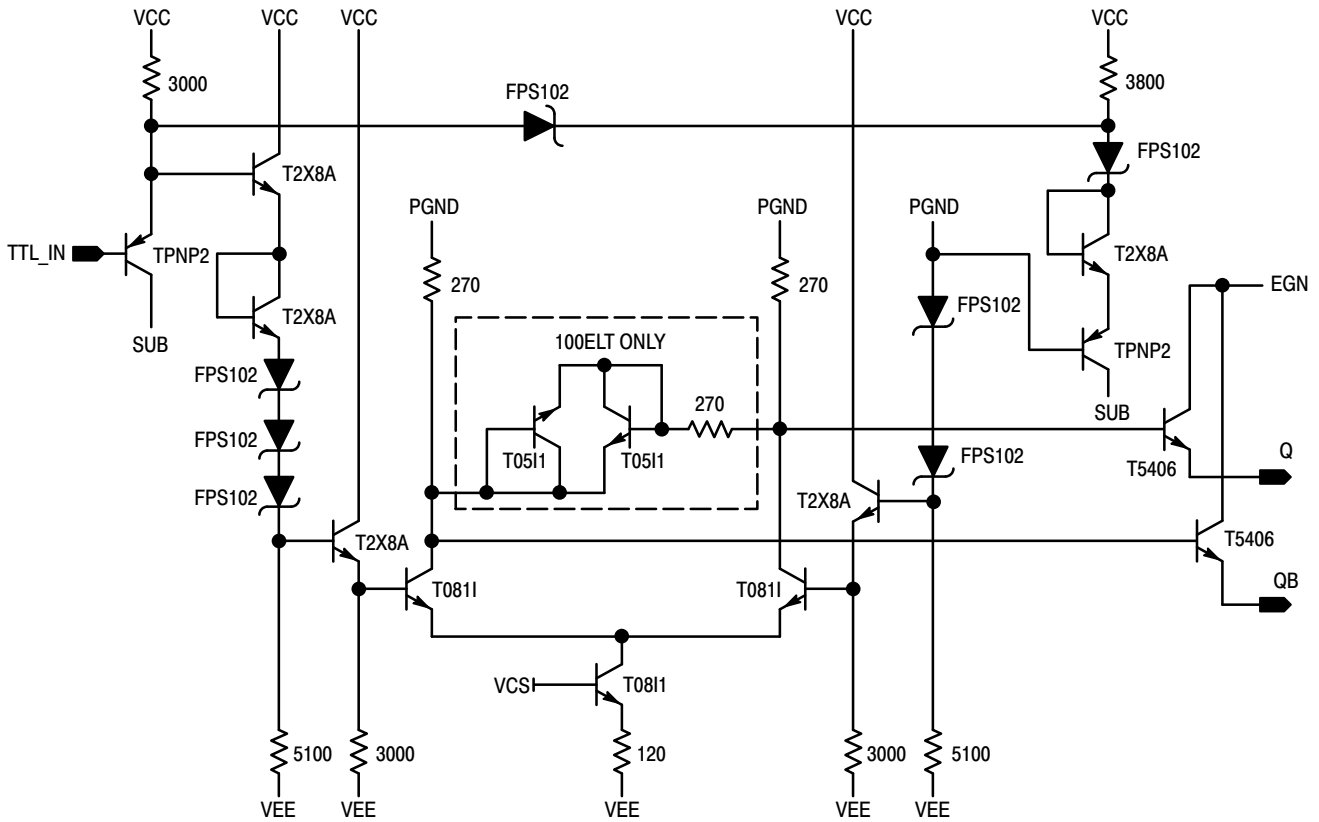 VCC VCC VCC VCC VCC
3000
3800
FPS102
FPS102
T2X8A
PGND PGND PGND
TTL_IN
TPNP2
T2X8A
270
270
EGN
T2X8A
FPS102
SUB
100ELT ONLY
TPNP2
FPS102
270
SUB
FPS102
T05I1
T05I1
FPS102
T5406
Q
FPS102
T2X8A
T2X8A
T5406
T081I
T081I
QB
VCS
T08I1
5100
3000
120
3000
5100
VEE VEE VEE VEE VEE